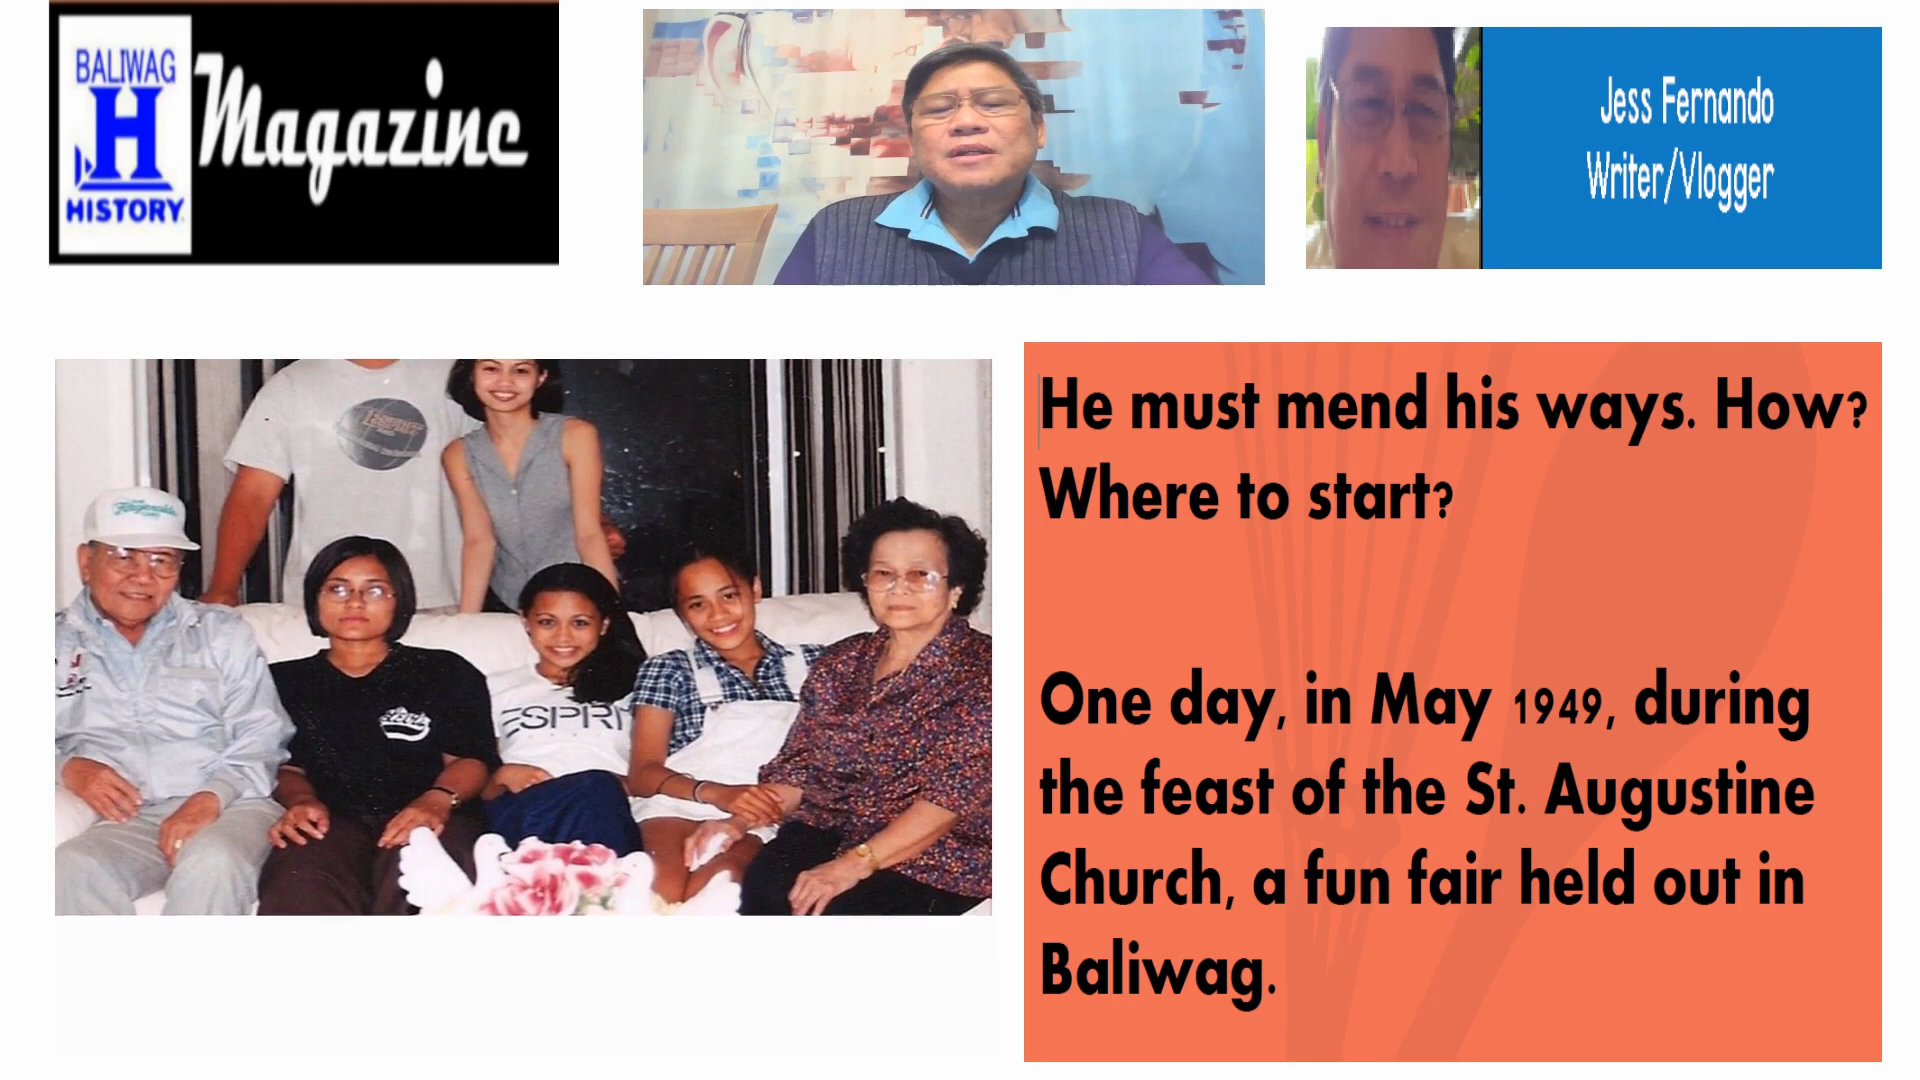 BALIWAG
H
HISTORY
Magazine
Jess Fernando
Writer/Vlogger
ESPRIT
He must mend his ways. How?
Where to start?
One day, in May 1949, during
the feast of the St. Augustine
Church, a fun fair held out in
Baliwag.